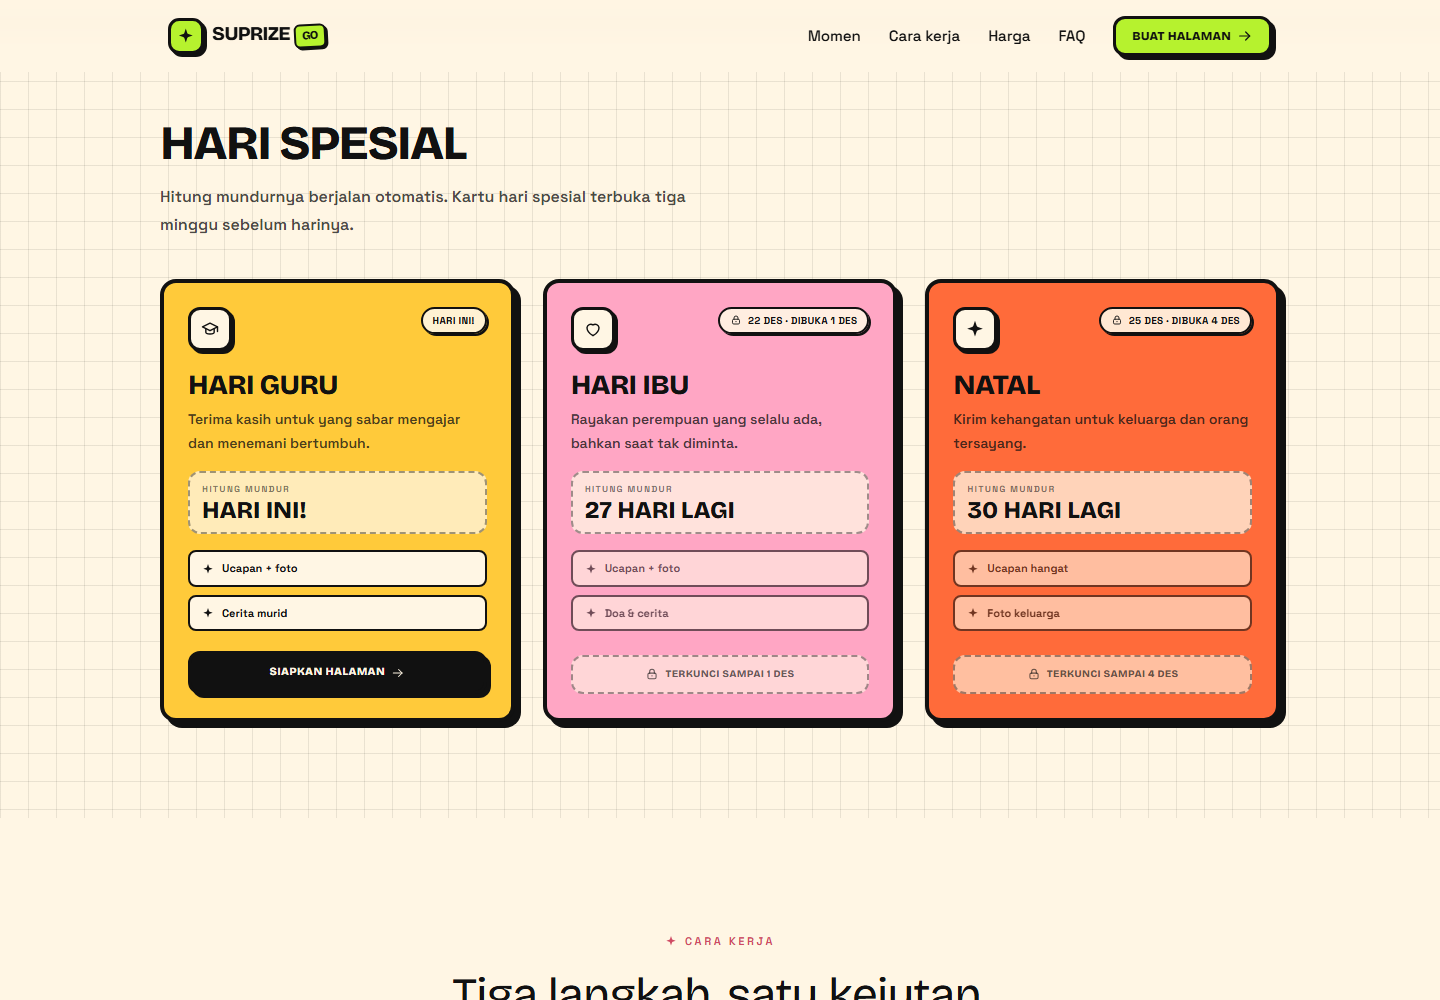 SUPRIZE GO
Momen
Cara kerja
Harga
FAQ
BUAT HALAMAN →
HARI SPESIAL
Hitung mundurnya berjalan otomatis. Kartu hari spesial terbuka tiga
minggu sebelum harinya.
HARI INI!
HARI GURU
Terima kasih untuk yang sabar mengajar
dan menemani bertumbuh.
HITUNG MUNDUR
HARI INI!
Ucapan + foto
Cerita murid
SIAPKAN HALAMAN →
22 DES · DIBUKA 1 DES
HARI IBU
Rayakan perempuan yang selalu ada,
bahkan saat tak diminta.
HITUNG MUNDUR
27 HARI LAGI
Ucapan + foto
Doa & cerita
TERKUNCI SAMPAI 1 DES
25 DES · DIBUKA 4 DES
NATAL
Kirim kehangatan untuk keluarga dan orang
tersayang.
HITUNG MUNDUR
30 HARI LAGI
Ucapan hangat
Foto keluarga
TERKUNCI SAMPAI 4 DES
CARA KERJA
Tiga langkah, satu kejutan